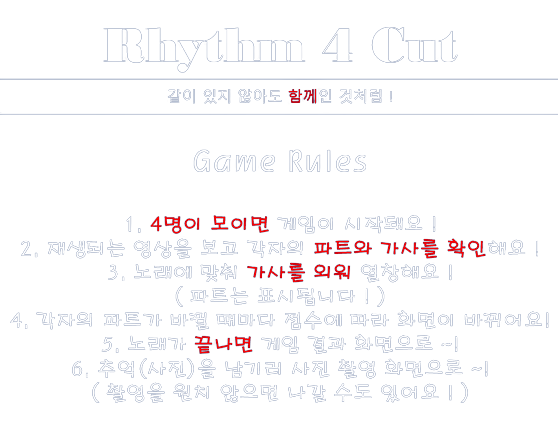 Rhythm 4 Cut
같이 있지 않아도 함께인 것처럼 !
Game Rules
1. 4명이 모이면 게임이 시작돼요 !
2. 재생되는 영상을 보고 각자의 파트와 가사를 확인해요 !
3. 노래에 맞춰 가사를 외워 열창해요 !
( 파트는 표시됩니다 ! )
4. 각자의 파트가 바뀔 때마다 점수에 따라 화면이 바뀌어요!
5. 노래가 끝나면 게임 결과 화면으로 ~!
6. 추억(사진)을 남기러 사진 촬영 화면으로 ~!
( 촬영을 원치 않으면 나갈 수도 있어요 ! )